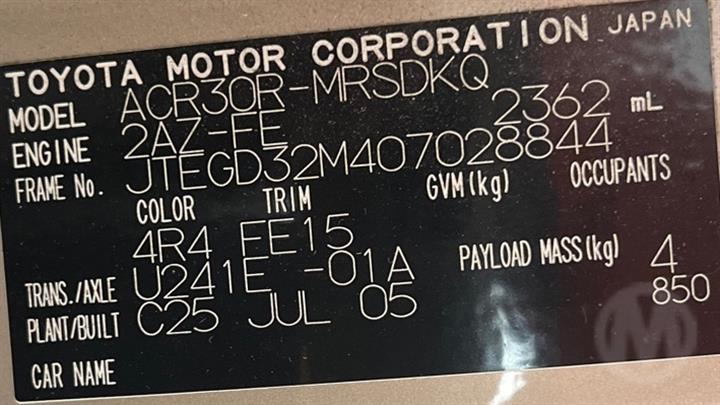 TOYOTA MOTOR CORPORATION JAPAN
MODEL ACR30R-MRSDKQ
ENGINE 2AZ-FE 2362 mL
FRAME No. JTEGD32M407028844
COLOR TRIM GVM(kg) OCCUPANTS
4R4 FE15
TRANS./AXLE U241E -01A PAYLOAD MASS(kg) 4
PLANT/BUILT C25 JUL 05 850
CAR NAME
M